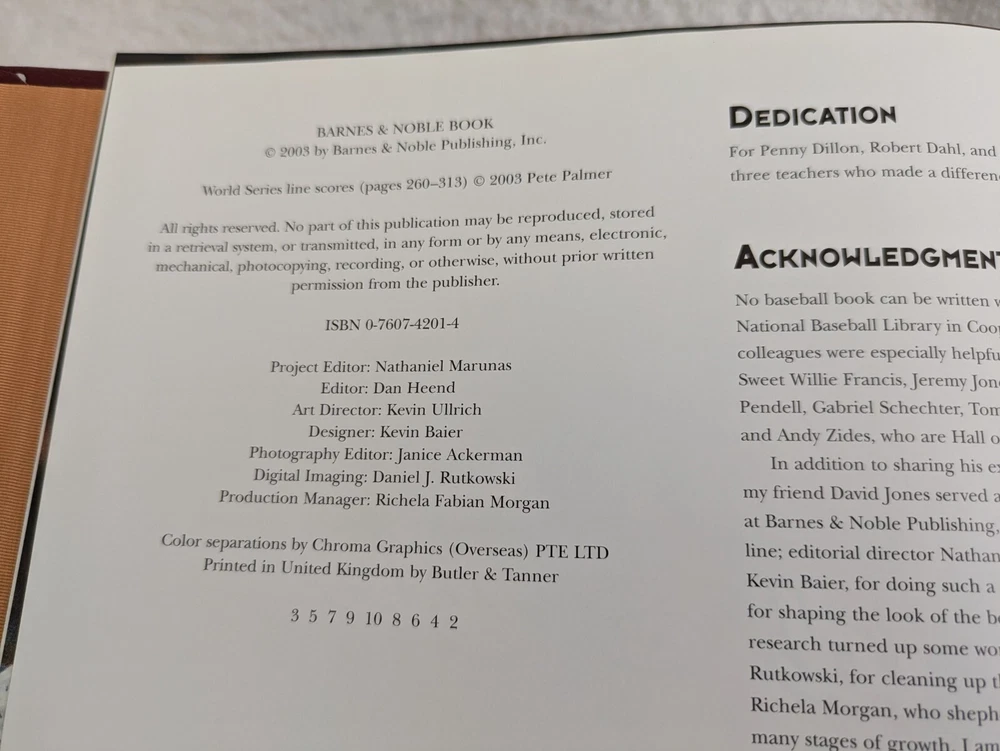 BARNES & NOBLE BOOK
© 2003 by Barnes & Noble Publishing, Inc.
World Series line scores (pages 260–313) © 2003 Pete Palmer
All rights reserved. No part of this publication may be reproduced, stored
in a retrieval system, or transmitted, in any form or by any means, electronic,
mechanical, photocopying, recording, or otherwise, without prior written
permission from the publisher.
ISBN 0-7607-4201-4
Project Editor: Nathaniel Marunas
Editor: Dan Heend
Art Director: Kevin Ullrich
Designer: Kevin Baier
Photography Editor: Janice Ackerman
Digital Imaging: Daniel J. Rutkowski
Production Manager: Richela Fabian Morgan
Color separations by Chroma Graphics (Overseas) PTE LTD
Printed in United Kingdom by Butler & Tanner
3 5 7 9 10 8 6 4 2
DEDICATION
For Penny Dillon, Robert Dahl, and
three teachers who made a differen
ACKNOWLEDGMENT
No baseball book can be written
National Baseball Library in Coo
colleagues were especially helpfu
Sweet Willie Francis, Jeremy Jon
Pendell, Gabriel Schechter, Tom
and Andy Zides, who are Hall o
In addition to sharing his ex
my friend David Jones served a
at Barnes & Noble Publishing,
line; editorial director Nathan
Kevin Baier, for doing such a
for shaping the look of the b
research turned up some wo
Rutkowski, for cleaning up t
Richela Morgan, who sheph
many stages of growth. I am